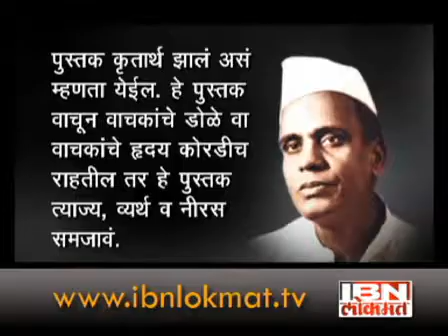 पुस्तक कृतार्थ झालं असं
म्हणता येईल. हे पुस्तक
वाचून वाचकांचे डोळे वा
वाचकांचे हृदय कोरडीच
राहतील तर हे पुस्तक
त्याज्य, व्यर्थ व नीरस
समजावं.
www.ibnlokmat.tv
IBN
लोकमत